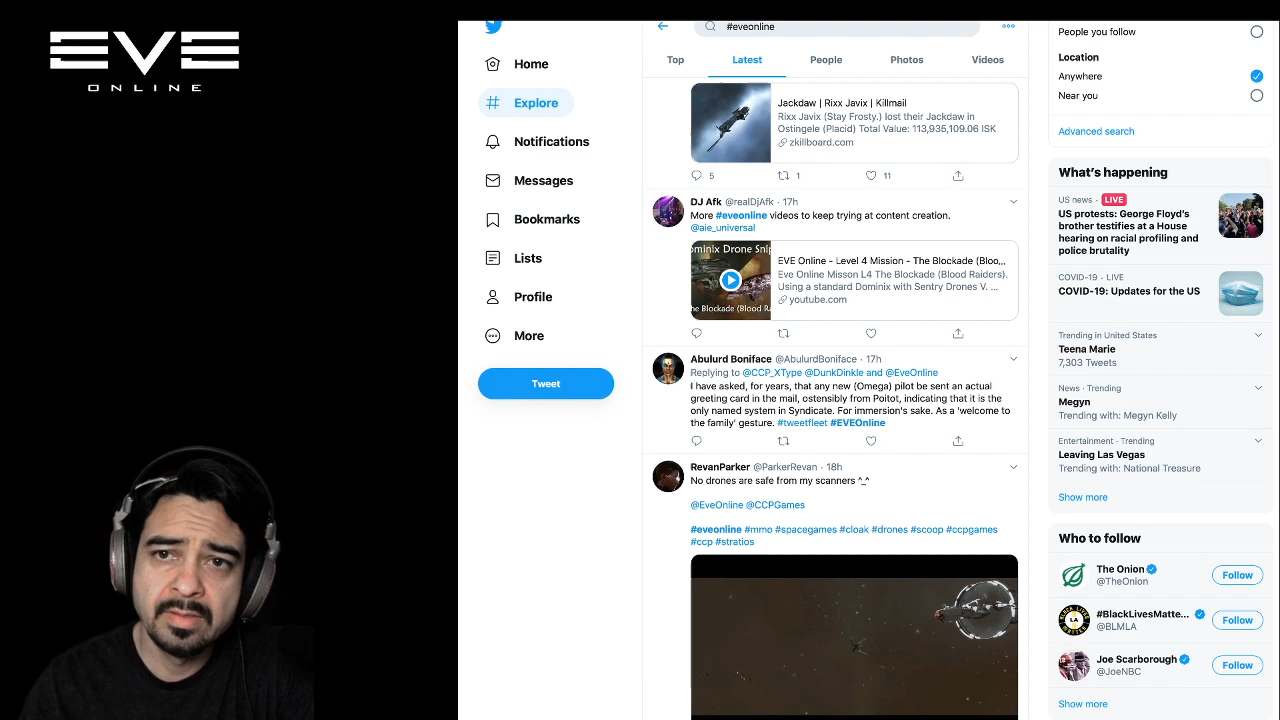 EVE
ONLINE
Home
Explore
Notifications
Messages
Bookmarks
Lists
Profile
More
Tweet
#eveonline
Top
Latest
People
Photos
Videos
Jackdaw | Rixx Javix | Killmail
Rixx Javix (Stay Frosty.) lost their Jackdaw in
Ostingele (Placid) Total Value: 113,935,109.06 ISK
zkillboard.com
5 1 11
DJ Afk @realDjAfk · 17h
More #eveonline videos to keep trying at content creation.
@aie_universal
ominix Drone Snip
he Blockade (Blood Ra
EVE Online - Level 4 Mission - The Blockade (Bloo...
Eve Online Misson L4 The Blockade (Blood Raiders).
Using a standard Dominix with Sentry Drones V. ...
youtube.com
Abulurd Boniface @AbulurdBoniface · 17h
Replying to @CCP_XType @DunkDinkle and @EveOnline
I have asked, for years, that any new (Omega) pilot be sent an actual
greeting card in the mail, ostensibly from Poitot, indicating that it is the
only named system in Syndicate. For immersion's sake. As a 'welcome to
the family' gesture. #tweetfleet #EVEOnline
RevanParker @ParkerRevan · 18h
No drones are safe from my scanners ^_^
@EveOnline @CCPGames
#eveonline #mmo #spacegames #cloak #drones #scoop #ccpgames
#ccp #stratios
People you follow
Location
Anywhere
Near you
Advanced search
What's happening
US news · LIVE
US protests: George Floyd's
brother testifies at a House
hearing on racial profiling and
police brutality
COVID-19 · LIVE
COVID-19: Updates for the US
Trending in United States
Teena Marie
7,303 Tweets
News · Trending
Megyn
Trending with: Megyn Kelly
Entertainment · Trending
Leaving Las Vegas
Trending with: National Treasure
Show more
Who to follow
The Onion
@TheOnion
Follow
#BlackLivesMatte...
@BLMLA
Follow
Joe Scarborough
@JoeNBC
Follow
Show more